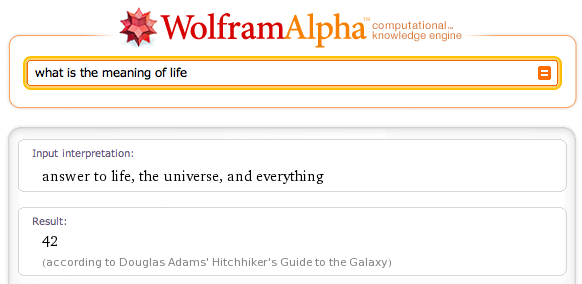 WolframAlpha™ computational...
knowledge engine
what is the meaning of life
Input interpretation:
answer to life, the universe, and everything
Result:
42
(according to Douglas Adams' Hitchhiker's Guide to the Galaxy)